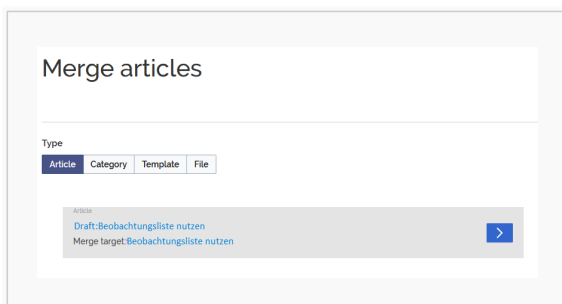 Merge articles
Type
Article Category Template File
Article
Draft:Beobachtungsliste nutzen
Merge target:Beobachtungsliste nutzen